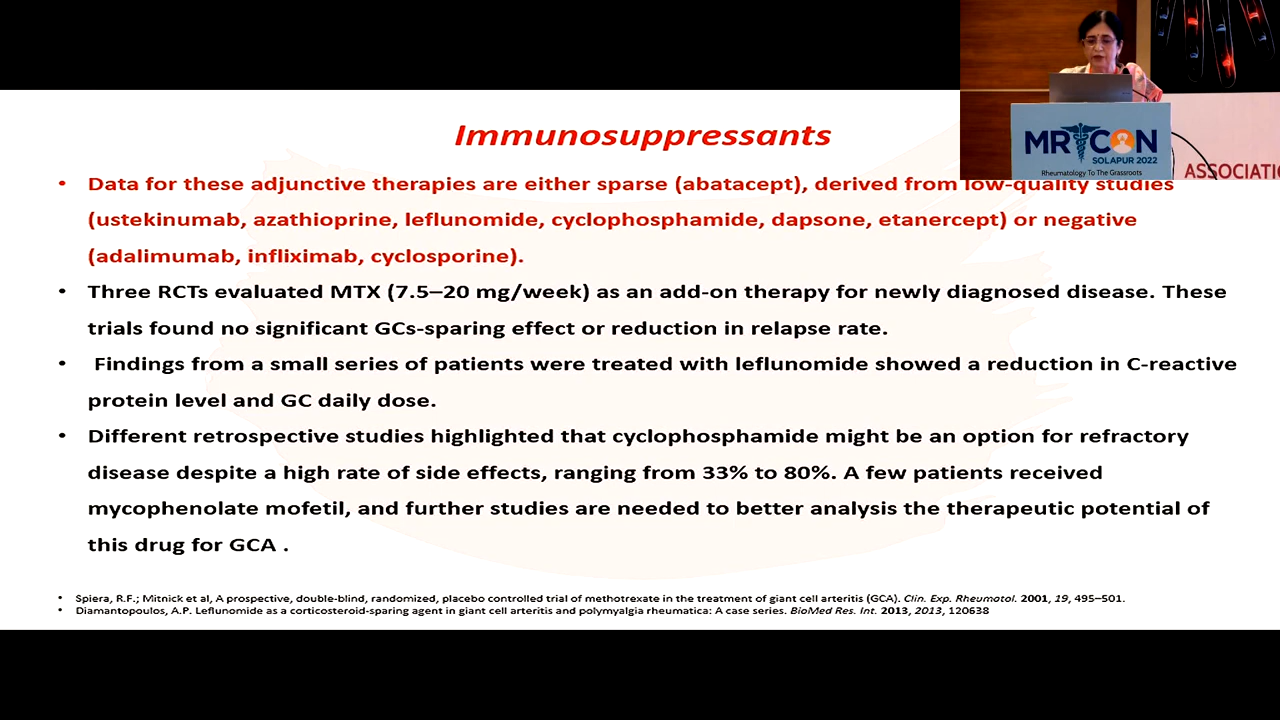 Immunosuppressants
• Data for these adjunctive therapies are either sparse (abatacept), derived from low-quality studies
(ustekinumab, azathioprine, leflunomide, cyclophosphamide, dapsone, etanercept) or negative
(adalimumab, infliximab, cyclosporine).
• Three RCTs evaluated MTX (7.5–20 mg/week) as an add-on therapy for newly diagnosed disease. These
trials found no significant GCs-sparing effect or reduction in relapse rate.
• Findings from a small series of patients were treated with leflunomide showed a reduction in C-reactive
protein level and GC daily dose.
• Different retrospective studies highlighted that cyclophosphamide might be an option for refractory
disease despite a high rate of side effects, ranging from 33% to 80%. A few patients received
mycophenolate mofetil, and further studies are needed to better analysis the therapeutic potential of
this drug for GCA .
• Spiera, R.F.; Mitnick et al, A prospective, double-blind, randomized, placebo controlled trial of methotrexate in the treatment of giant cell arteritis (GCA). Clin. Exp. Rheumatol. 2001, 19, 495–501.
• Diamantopoulos, A.P. Leflunomide as a corticosteroid-sparing agent in giant cell arteritis and polymyalgia rheumatica: A case series. BioMed Res. Int. 2013, 2013, 120638
MRCON
SOLAPUR 2022
Rheumatology To The Grassroots